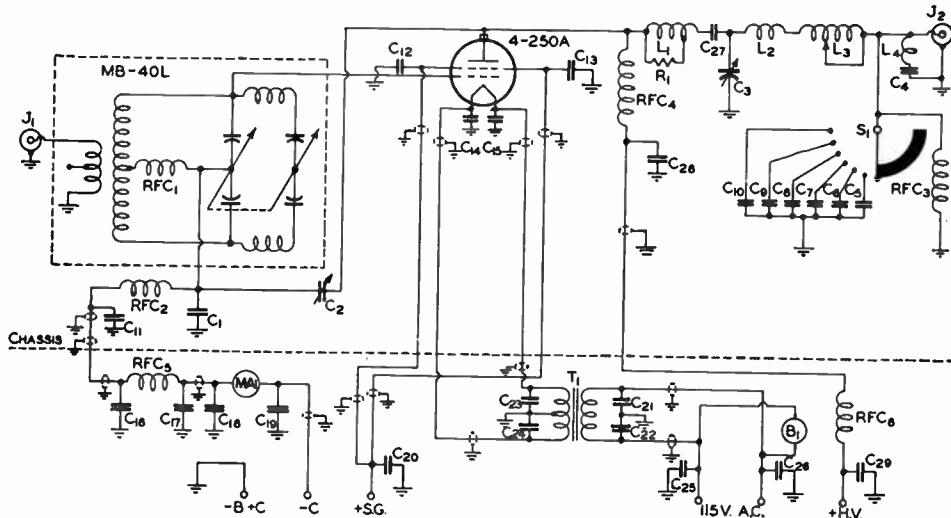 4-250A
J2
C12
C13
L1
C27
L2
L3
L4
C4
MB-40L
R1
C3
J1
RFC4
S1
RFC1
C14
C15
C28
C10
C9
C8
C7
C6
C5
RFC3
RFC2
C2
C1
C11
CHASSIS
RFC5
MA1
T1
C18
C17
C16
C19
C23
C21
C24
C22
B1
RFC6
C20
C25
C26
C29
-B +C
-C
+S.G.
115V. A.C.
+H.V.